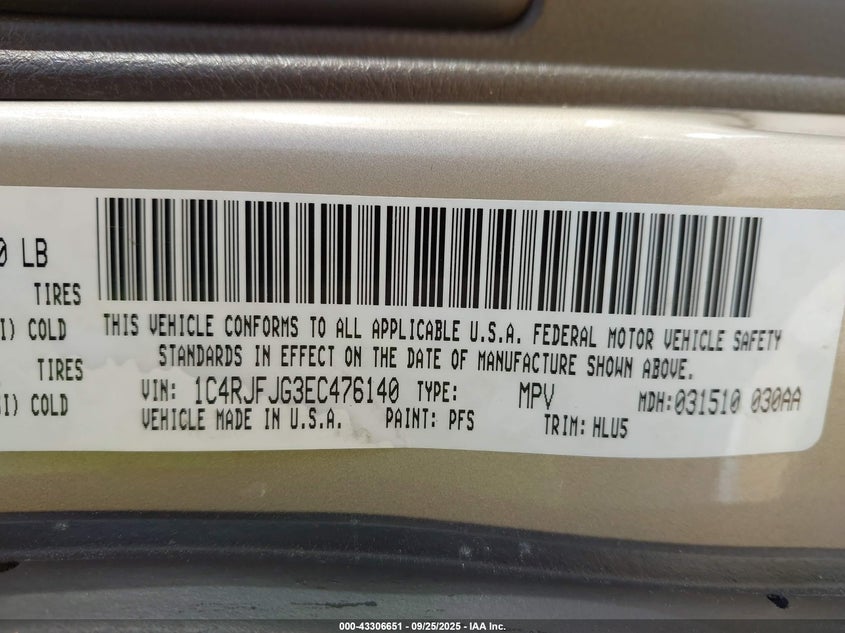 0 LB
TIRES
I) COLD
TIRES
SI) COLD
THIS VEHICLE CONFORMS TO ALL APPLICABLE U.S.A. FEDERAL MOTOR VEHICLE SAFETY
STANDARDS IN EFFECT ON THE DATE OF MANUFACTURE SHOWN ABOVE.
VIN: 1C4RJFJG3EC476140 TYPE: MPV MDH:031510 030AA
VEHICLE MADE IN U.S.A. PAINT: PFS TRIM: HLU5
000-43306651 - 09/25/2025 - IAA Inc.